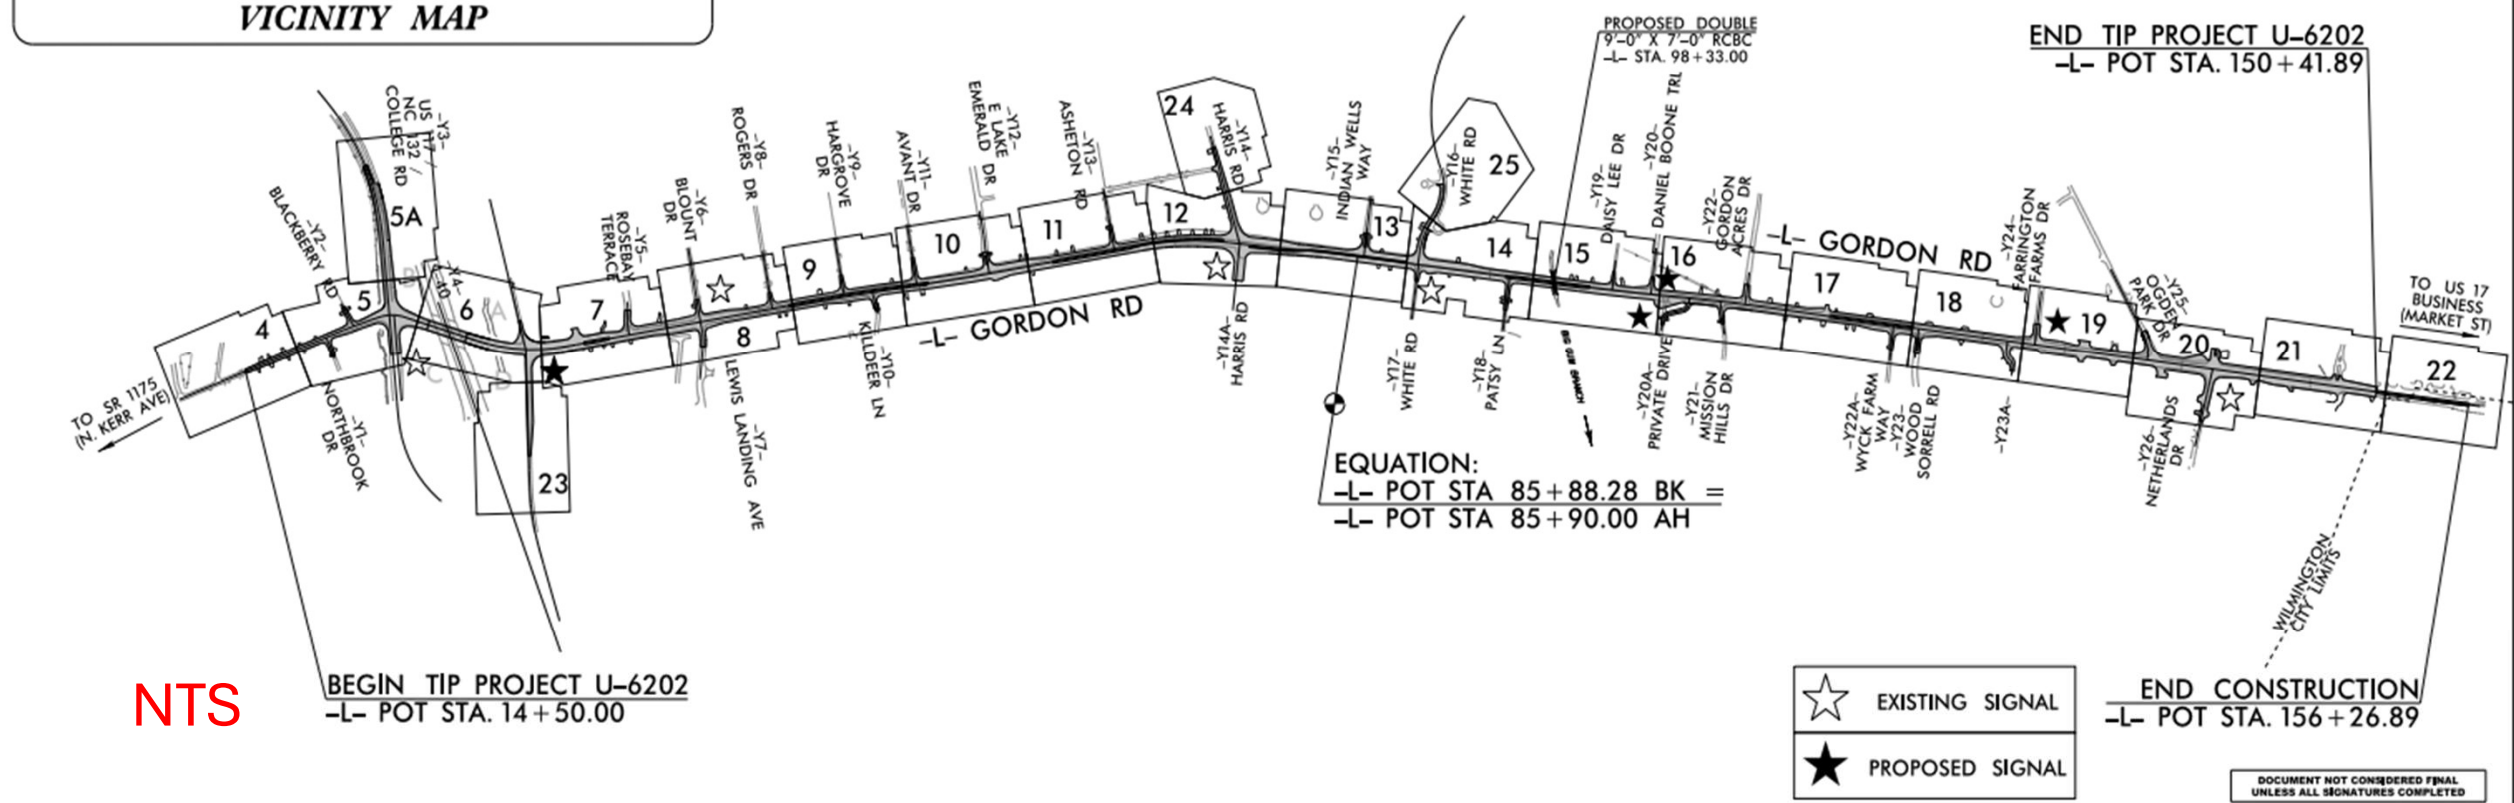 VICINITY MAP
PROPOSED DOUBLE
9'-0" X 7'-0" RCBC
-L- STA. 98+33.00
END TIP PROJECT U-6202
-L- POT STA. 150+41.89
-Y3-
US 117 /
NC 132 /
COLLEGE RD
-Y2-
BLACKBERRY RD
-Y4-
I-40
-Y5-
ROSEBAY
TERRACE
-Y6-
BLOUNT
DR
-Y8-
ROGERS DR
-Y9-
HARGROVE
DR
-Y11-
AVANT DR
-Y12-
E LAKE
EMERALD DR
-Y13-
ASHETON RD
-Y14-
HARRIS RD
-Y15-
INDIAN WELLS
WAY
-Y16-
WHITE RD
-Y19-
DAISY LEE DR
-Y20-
DANIEL BOONE TRL
-Y22-
GORDON
ACRES DR
-L- GORDON RD
-Y24-
FARRINGTON
FARMS DR
-Y25-
OGDEN
PARK DR
TO US 17
BUSINESS
(MARKET ST)
4
5
5A
6
7
8
9
10
11
12
13
14
15
16
17
18
19
20
21
22
23
24
25
A
B
C
D
C
TO SR 1175
(N. KERR AVE)
-Y1-
NORTHBROOK
DR
-Y7-
LEWIS LANDING AVE
-Y10-
KILLDEER LN
-L- GORDON RD
-Y14A-
HARRIS RD
-Y17-
WHITE RD
-Y18-
PATSY LN
-Y20A-
PRIVATE DRIVE
-Y21-
MISSION
HILLS DR
-Y22A-
WYCK FARM
WAY
-Y23-
WOOD
SORRELL RD
-Y23A-
-Y26-
NETHERLANDS
DR
EQUATION:
-L- POT STA 85+88.28 BK =
-L- POT STA 85+90.00 AH
WILMINGTON
CITY LIMITS
NTS
BEGIN TIP PROJECT U-6202
-L- POT STA. 14+50.00
EXISTING SIGNAL
PROPOSED SIGNAL
END CONSTRUCTION
-L- POT STA. 156+26.89
DOCUMENT NOT CONSIDERED FINAL
UNLESS ALL SIGNATURES COMPLETED